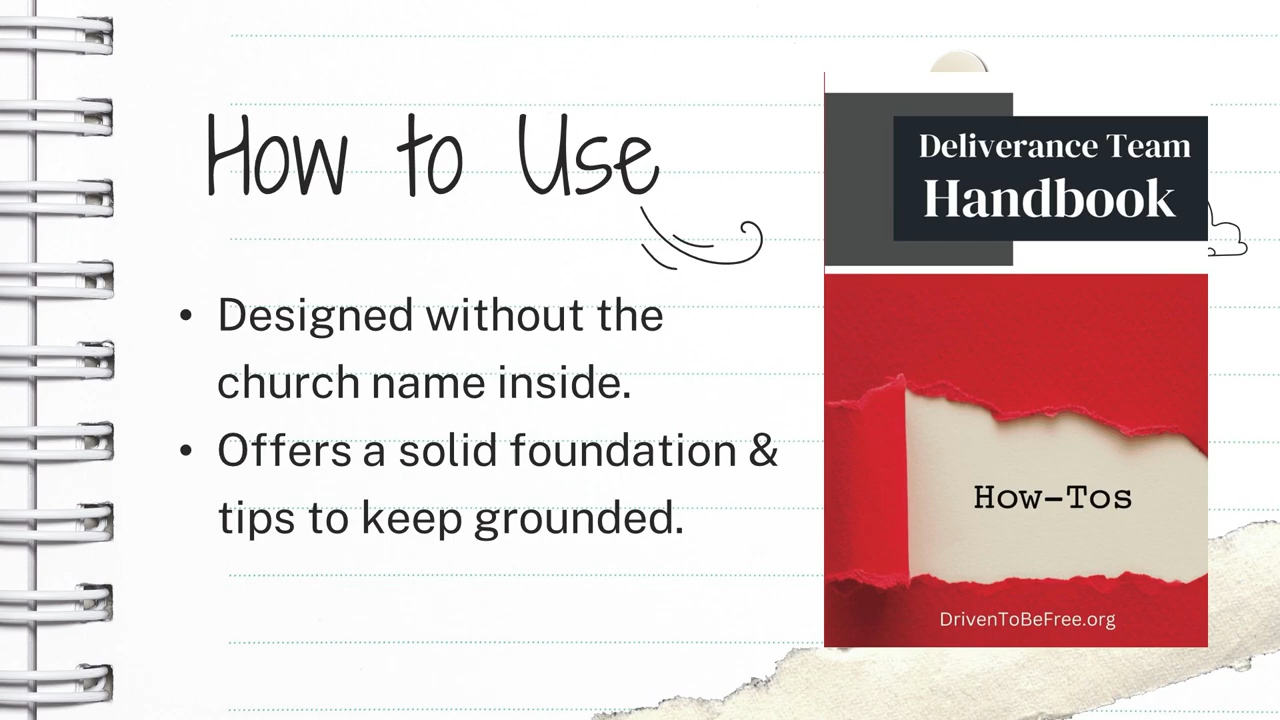 How to Use
• Designed without the
church name inside.
• Offers a solid foundation &
tips to keep grounded.
Deliverance Team
Handbook
How-Tos
DrivenToBeFree.org